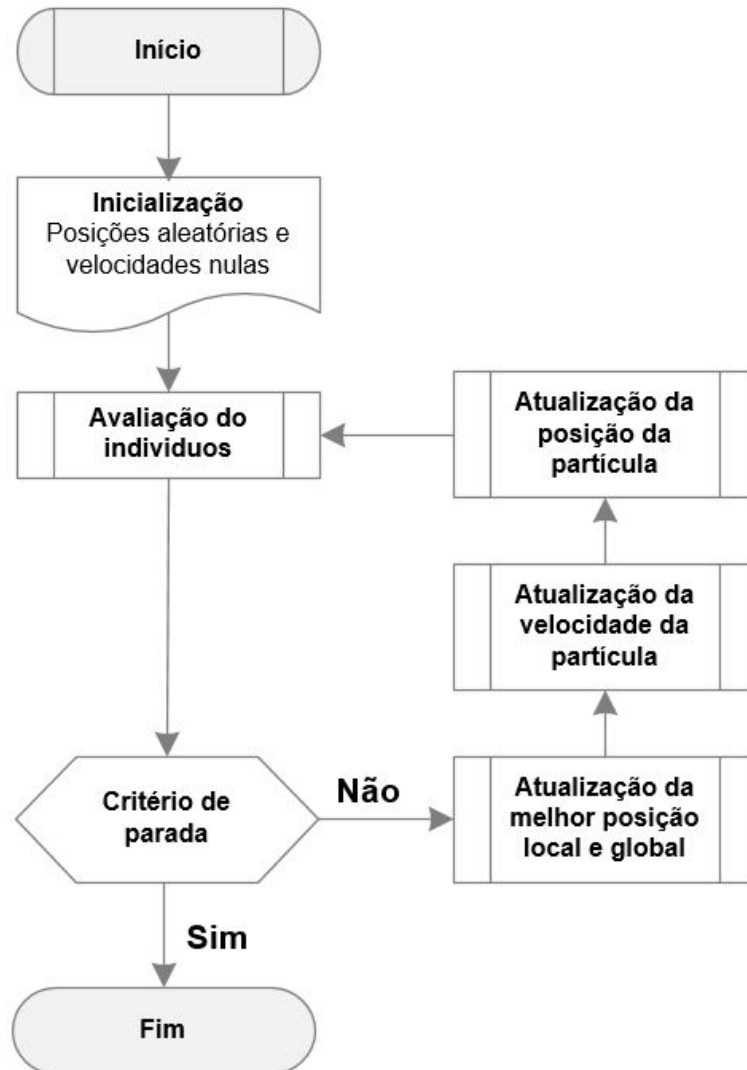 Início
Inicialização
Posições aleatórias e
velocidades nulas
Avaliação do
individuos
Atualização da
posição da
partícula
Atualização da
velocidade da
partícula
Critério de
parada
Não
Atualização da
melhor posição
local e global
Sim
Fim